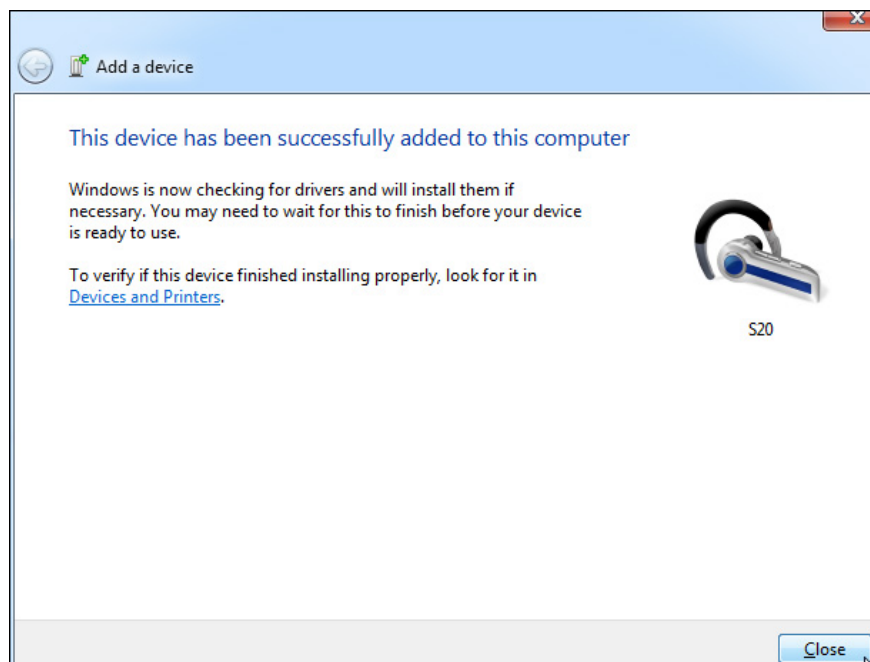 Add a device
This device has been successfully added to this computer
Windows is now checking for drivers and will install them if
necessary. You may need to wait for this to finish before your device
is ready to use.
To verify if this device finished installing properly, look for it in
Devices and Printers.
S20
Close